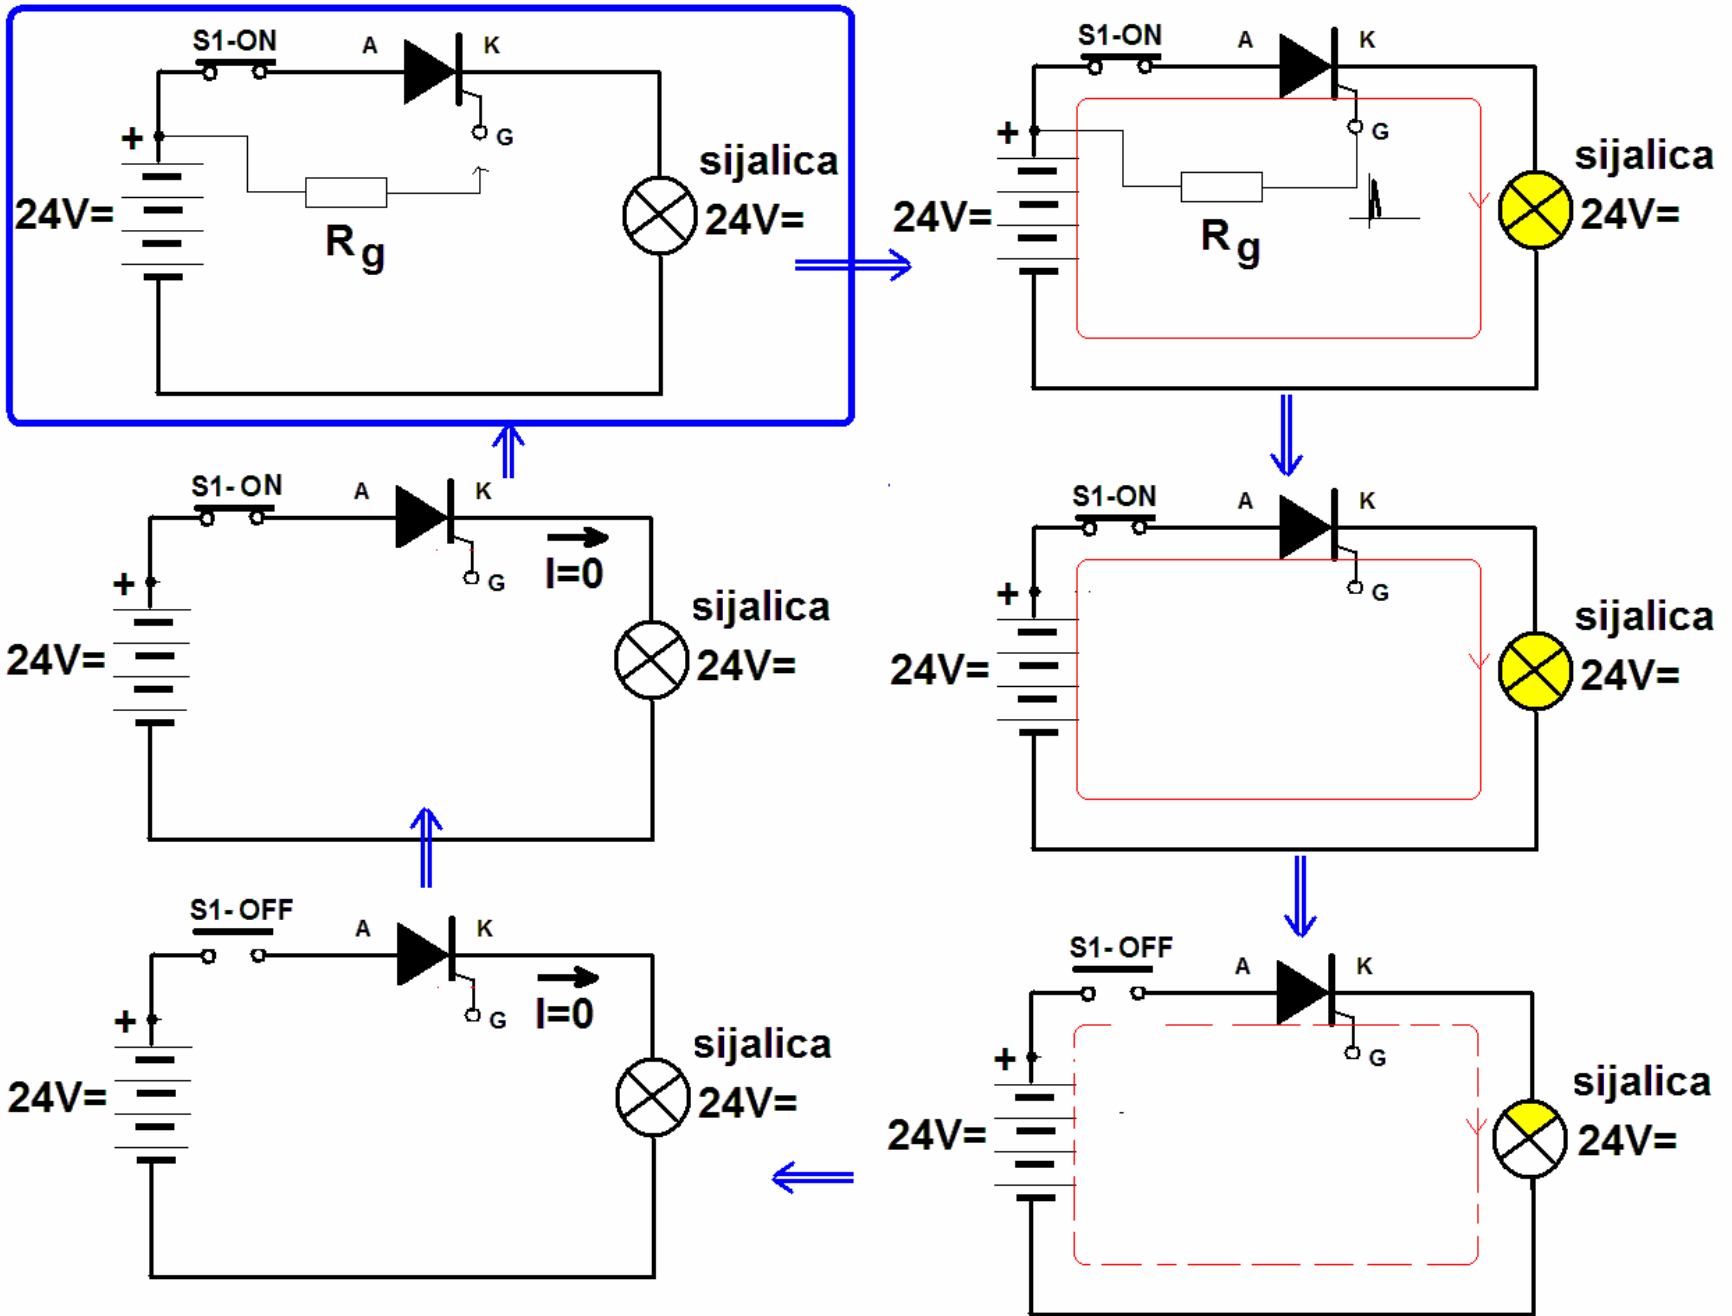 S1-ON
A
K
+
G
sijalica
24V=
24V=
Rg
S1-ON
A
K
+
G
sijalica
24V=
24V=
Rg
S1-ON
A
K
I=0
+
G
sijalica
24V=
24V=
S1-ON
A
K
+
G
sijalica
24V=
24V=
S1-OFF
A
K
I=0
+
G
sijalica
24V=
24V=
S1-OFF
A
K
+
G
sijalica
24V=
24V=